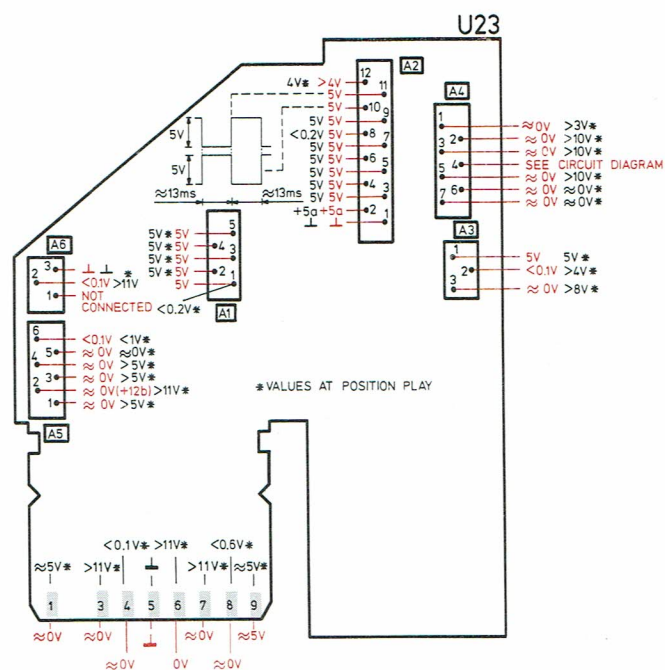 U23
A2
12
4V* >4V
11
5V
10
5V
9
5V 5V
8
<0.2V 5V
7
5V 5V
6
5V 5V
5
5V 5V
4
5V 5V
3
5V 5V
2
+5a +5a
1
⊥ ⊥
A4
1
≈0V >3V*
2
≈0V >10V*
3
≈0V >10V*
4
SEE CIRCUIT DIAGRAM
5
≈0V >10V*
6
≈0V ≈0V*
7
≈0V ≈0V*
A3
1
5V 5V*
2
<0.1V >4V*
3
≈0V >8V*
5V
5V
≈13ms ≈13ms
5
5V* 5V
4
5V* 5V
3
5V* 5V
2
5V* 5V
1
5V
<0.2V*
A1
A6
3
⊥ ⊥*
2
<0.1V >11V
1
NOT
CONNECTED
6
<0.1V <1V*
5
≈0V ≈0V*
4
≈0V >5V*
3
≈0V >5V*
2
≈0V(+12b) >11V*
1
≈0V >5V*
A5
*VALUES AT POSITION PLAY
<0.1V* >11V* <0.6V*
≈5V* >11V* ⊥ >11V* ≈5V*
1 3 4 5 6 7 8 9
≈0V ≈0V ⊥ ≈0V ≈5V
≈0V 0V ≈0V